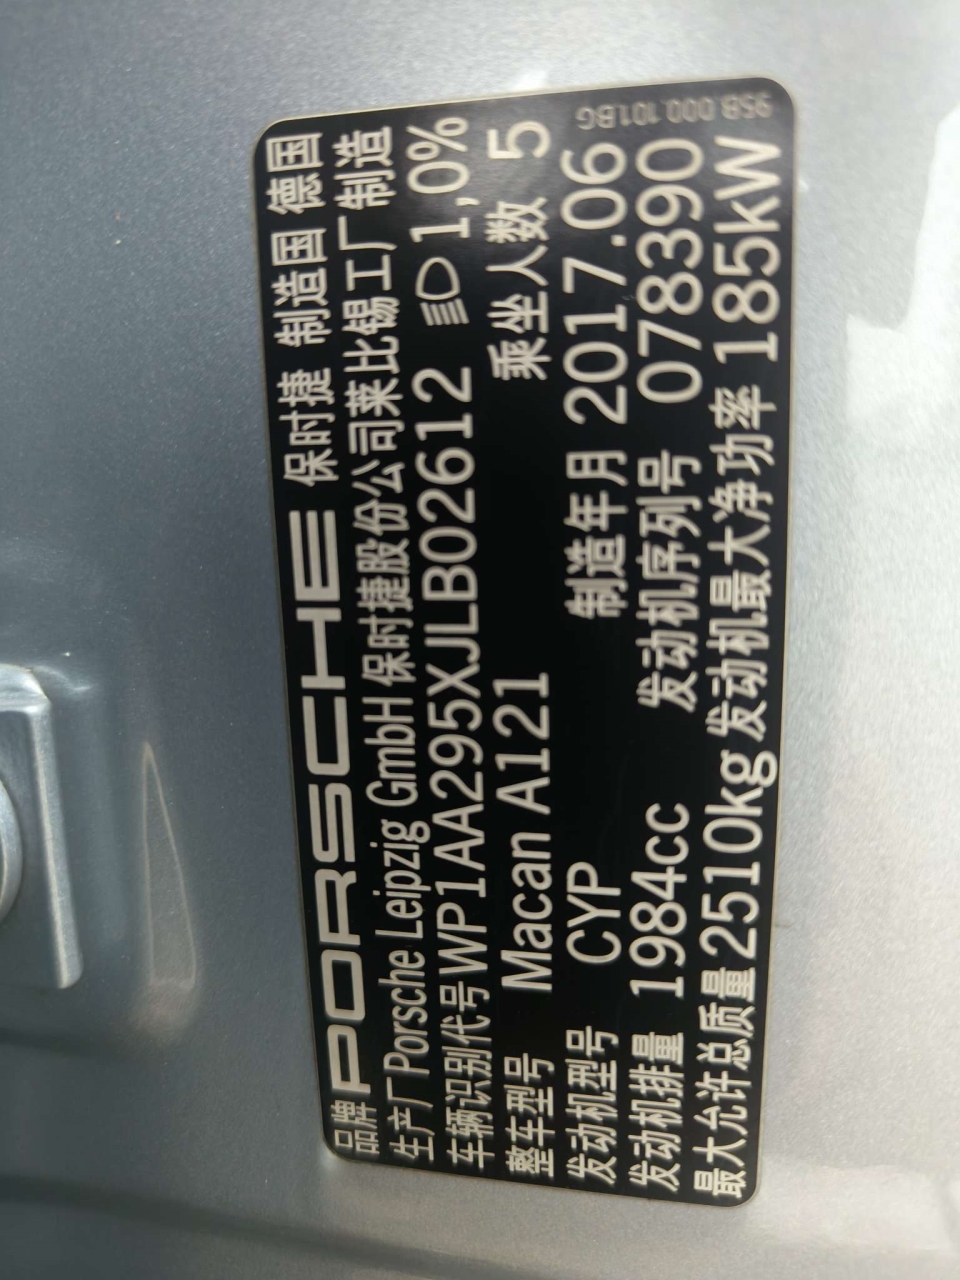 品牌 PORSCHE 保时捷 制造国 德国
生产厂 Porsche Leipzig GmbH 保时捷股份公司莱比锡工厂制造
车辆识别代号 WP1AA295XJLB02612 1,0%
整车型号 Macan A121 乘坐人数 5
发动机型号 CYP 制造年月 2017.06
发动机排量 1984cc 发动机序列号 078390
最大允许总质量 2510kg 发动机最大净功率 185kW
95B.000.101.BG